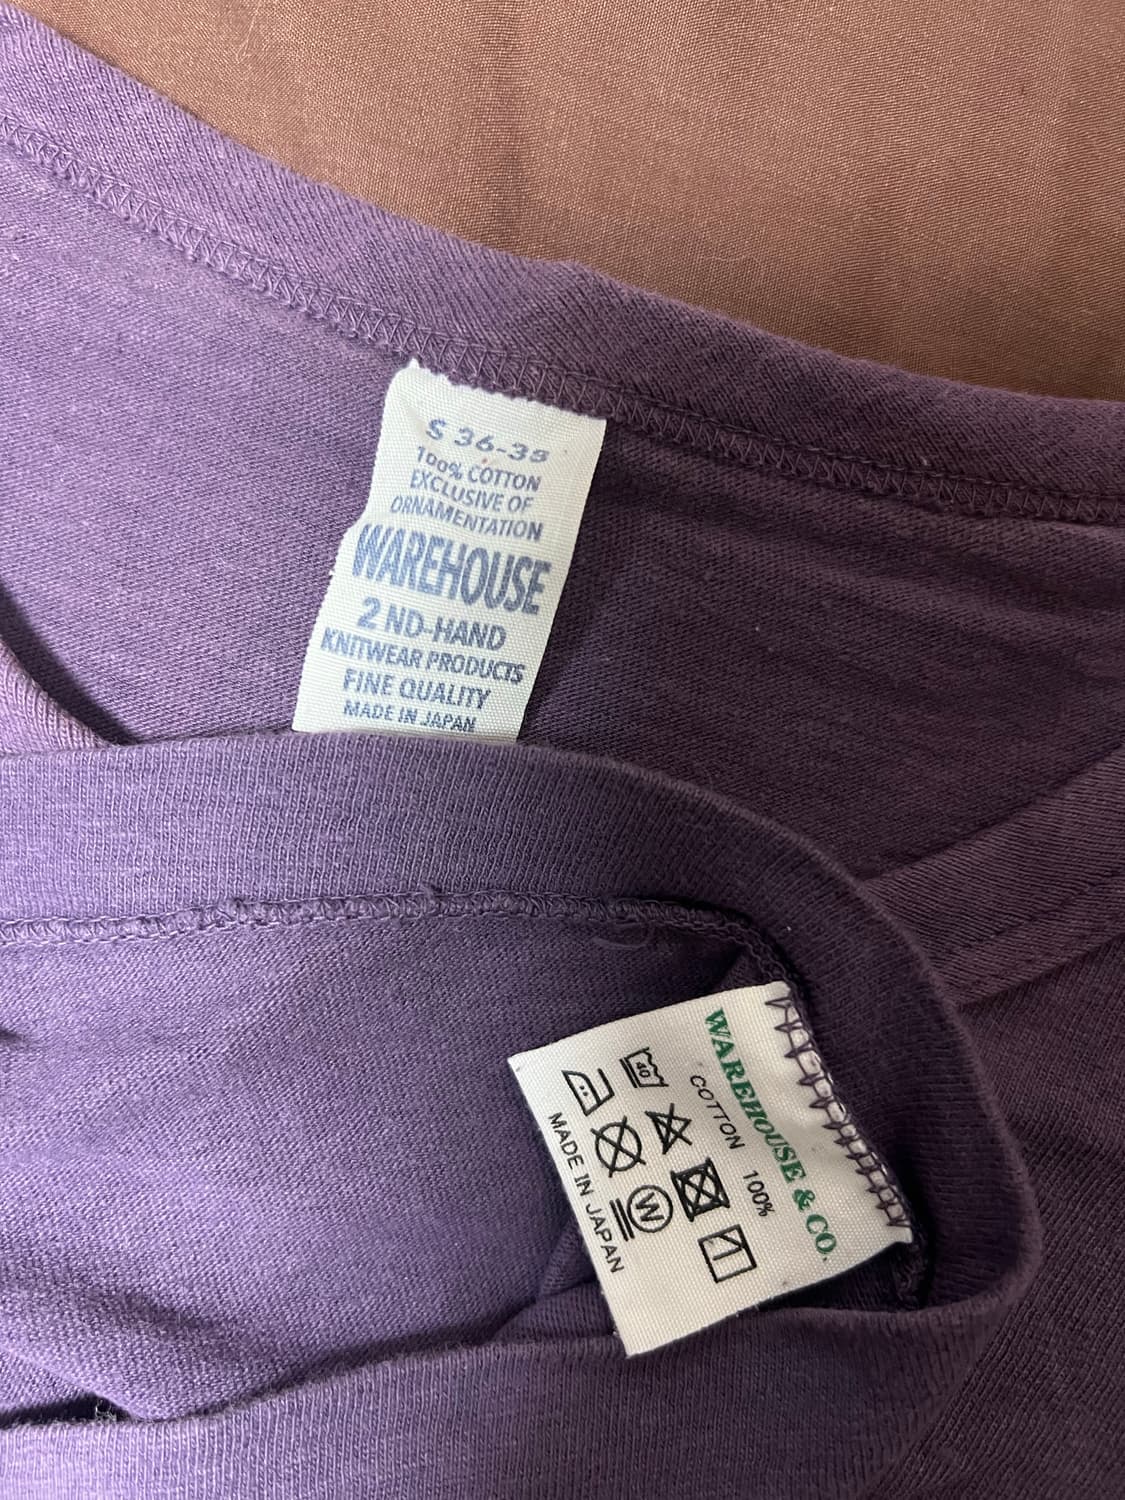 S 36-38
100% COTTON
EXCLUSIVE OF
ORNAMENTATION
WAREHOUSE
2 ND-HAND
KNITWEAR PRODUCTS
FINE QUALITY
MADE IN JAPAN
WAREHOUSE & CO.
COTTON 100%
40
W
MADE IN JAPAN